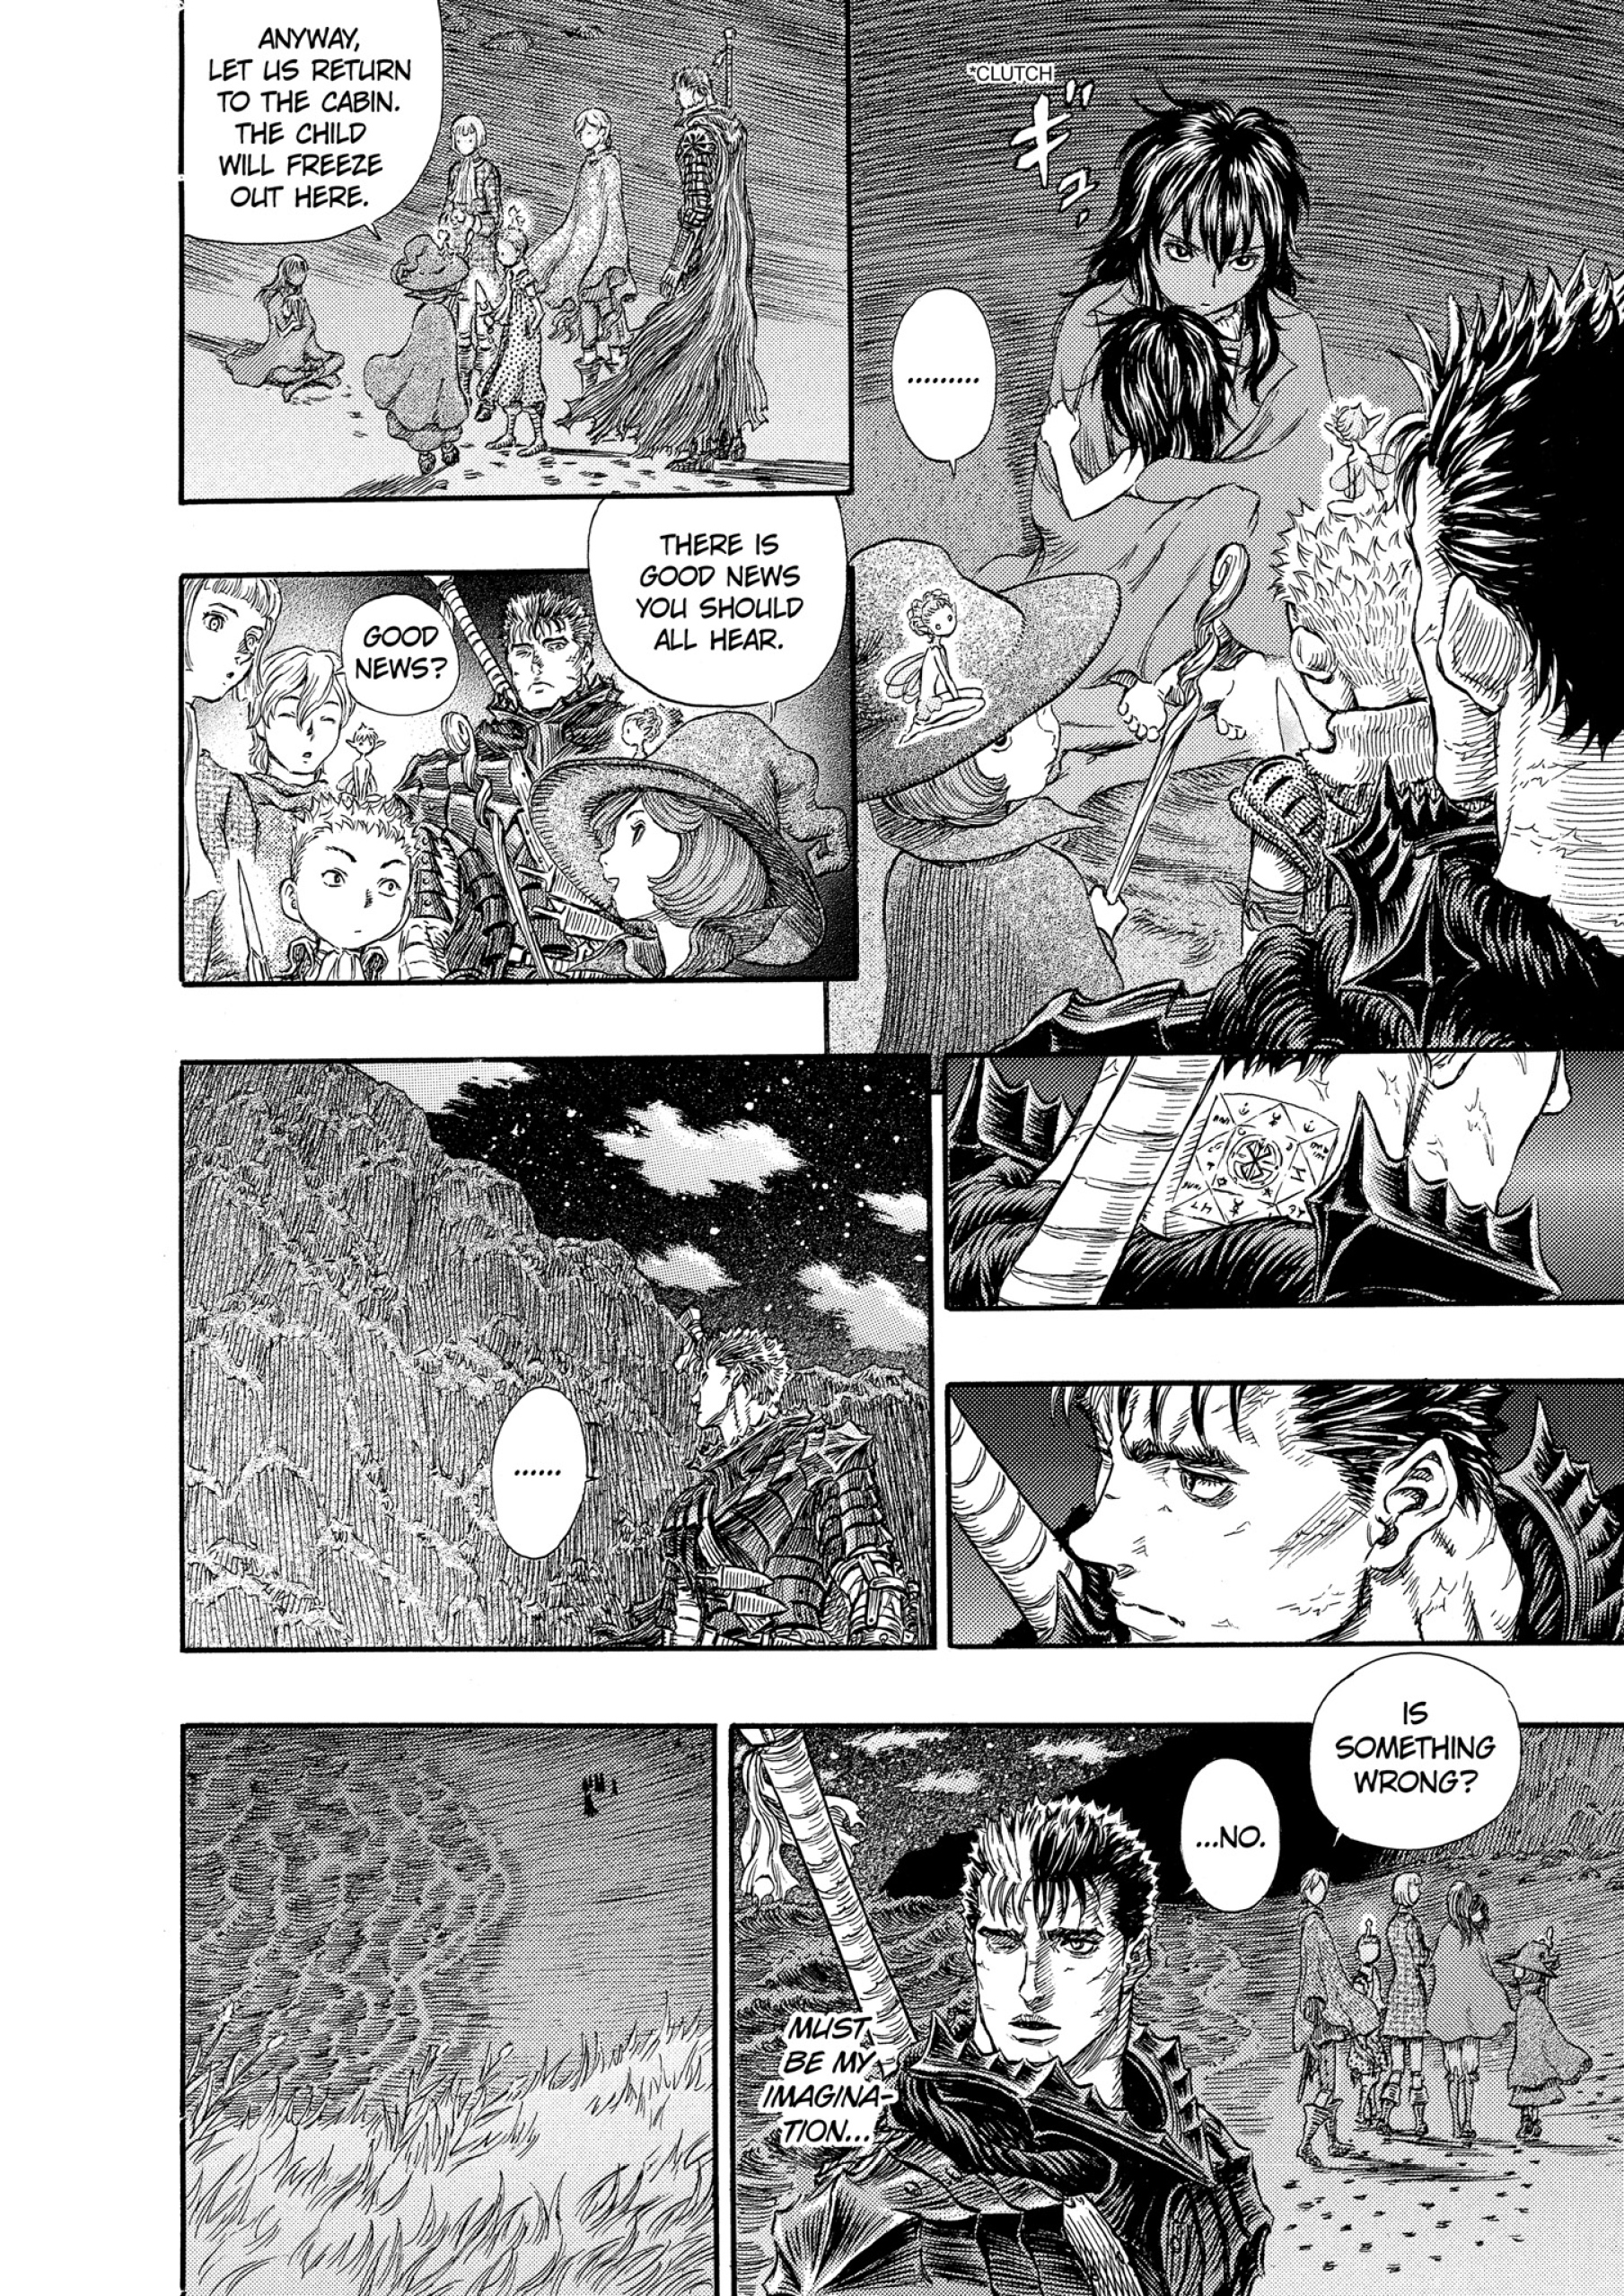 *CLUTCH
ギュ
.........
ANYWAY,
LET US RETURN
TO THE CABIN.
THE CHILD
WILL FREEZE
OUT HERE.
THERE IS
GOOD NEWS
YOU SHOULD
ALL HEAR.
GOOD
NEWS?
......
IS
SOMETHING
WRONG?
...NO.
MUST
BE MY
IMAGINA-
TION...